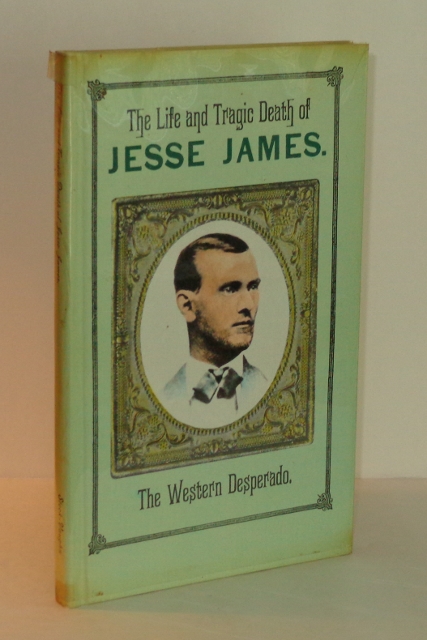 The Life and Tragic Death of
JESSE JAMES.
The Western Desperado.